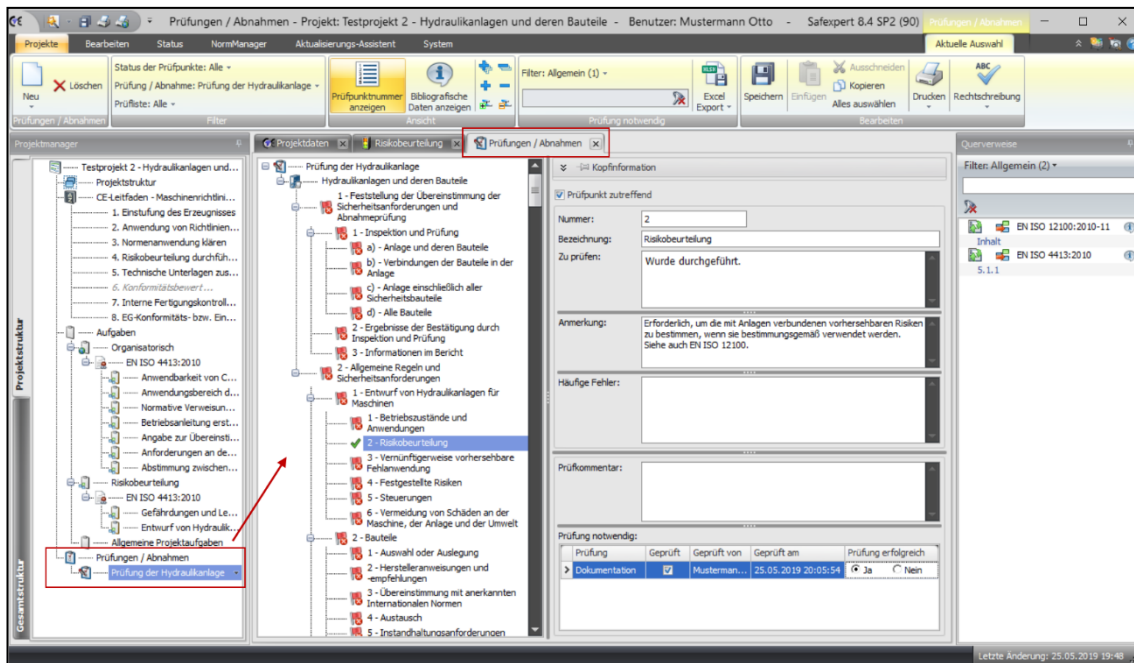 Prüfungen / Abnahmen - Projekt: Testprojekt 2 - Hydraulikanlagen und deren Bauteile - Benutzer: Mustermann Otto - Safexpert 8.4 SP2 (90)
Prüfungen / Abnahmen
Projekte Bearbeiten Status NormManager Aktualisierungs-Assistent System Aktuelle Auswahl
Neu
Löschen
Prüfungen / Abnahmen
Status der Prüfpunkte: Alle
Prüfung / Abnahme: Prüfung der Hydraulikanlage
Prüfliste: Alle
Filter
Prüfpunktnummer anzeigen
Bibliografische Daten anzeigen
Ansicht
Filter: Allgemein (1)
Excel Export
Prüfung notwendig
Speichern
Einfügen
Ausschneiden
Kopieren
Alles auswählen
Drucken
Rechtschreibung
Bearbeiten
Projektmanager
Projektstruktur
Gesamtstruktur
Testprojekt 2 - Hydraulikanlagen und...
Projektstruktur
CE-Leitfaden - Maschinenrichtlini...
1. Einstufung des Erzeugnisses
2. Anwendung von Richtlinien...
3. Normenanwendung klären
4. Risikobeurteilung durchfüh...
5. Technische Unterlagen zus...
6. Konformitätsbewert...
7. Interne Fertigungskontroll...
8. EG-Konformitäts- bzw. Ein...
Aufgaben
Organisatorisch
EN ISO 4413:2010
Anwendbarkeit von C...
Anwendungsbereich d...
Normative Verweisun...
Betriebsanleitung erst...
Angabe zur Übereinsti...
Anforderungen an de...
Abstimmung zwischen...
Risikobeurteilung
EN ISO 4413:2010
Gefährdungen und Le...
Entwurf von Hydraulik...
Allgemeine Projektaufgaben
Prüfungen / Abnahmen
Prüfung der Hydraulikanlage
Projektdaten Risikobeurteilung Prüfungen / Abnahmen
Prüfung der Hydraulikanlage
Hydraulikanlagen und deren Bauteile
1 - Feststellung der Übereinstimmung der
Sicherheitsanforderungen und
Abnahmeprüfung
1 - Inspektion und Prüfung
a) - Anlage und deren Bauteile
b) - Verbindungen der Bauteile in der
Anlage
c) - Anlage einschließlich aller
Sicherheitsbauteile
d) - Alle Bauteile
2 - Ergebnisse der Bestätigung durch
Inspektion und Prüfung
3 - Informationen im Bericht
2 - Allgemeine Regeln und
Sicherheitsanforderungen
1 - Entwurf von Hydraulikanlagen für
Maschinen
1 - Betriebszustände und
Anwendungen
2 - Risikobeurteilung
3 - Vernünftigerweise vorhersehbare
Fehlanwendung
4 - Festgestellte Risiken
5 - Steuerungen
6 - Vermeidung von Schäden an der
Maschine, der Anlage und der Umwelt
2 - Bauteile
1 - Auswahl oder Auslegung
2 - Herstelleranweisungen und
-empfehlungen
3 - Übereinstimmung mit anerkannten
Internationalen Normen
4 - Austausch
5 - Instandhaltungsanforderungen
Kopfinformation
Prüfpunkt zutreffend
Nummer: 2
Bezeichnung: Risikobeurteilung
Zu prüfen: Wurde durchgeführt.
Anmerkung: Erforderlich, um die mit Anlagen verbundenen vorhersehbaren Risiken
zu bestimmen, wenn sie bestimmungsgemäß verwendet werden.
Siehe auch EN ISO 12100.
Häufige Fehler:
Prüfkommentar:
Prüfung notwendig:
Prüfung Geprüft Geprüft von Geprüft am Prüfung erfolgreich
Dokumentation Musterman... 25.05.2019 20:05:54 Ja Nein
Querverweise
Filter: Allgemein (2)
EN ISO 12100:2010-11
Inhalt
EN ISO 4413:2010
5.1.1
Letzte Änderung: 25.05.2019 19:48